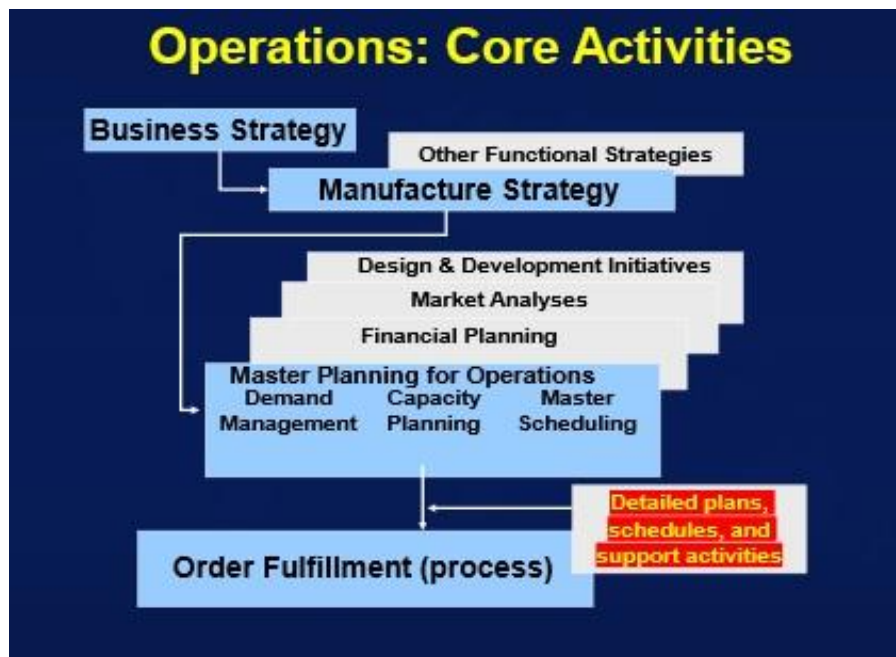 Operations: Core Activities
Business Strategy
Other Functional Strategies
Manufacture Strategy
Design & Development Initiatives
Market Analyses
Financial Planning
Master Planning for Operations
Demand Capacity Master
Management Planning Scheduling
Detailed plans,
schedules, and
support activities
Order Fulfillment (process)